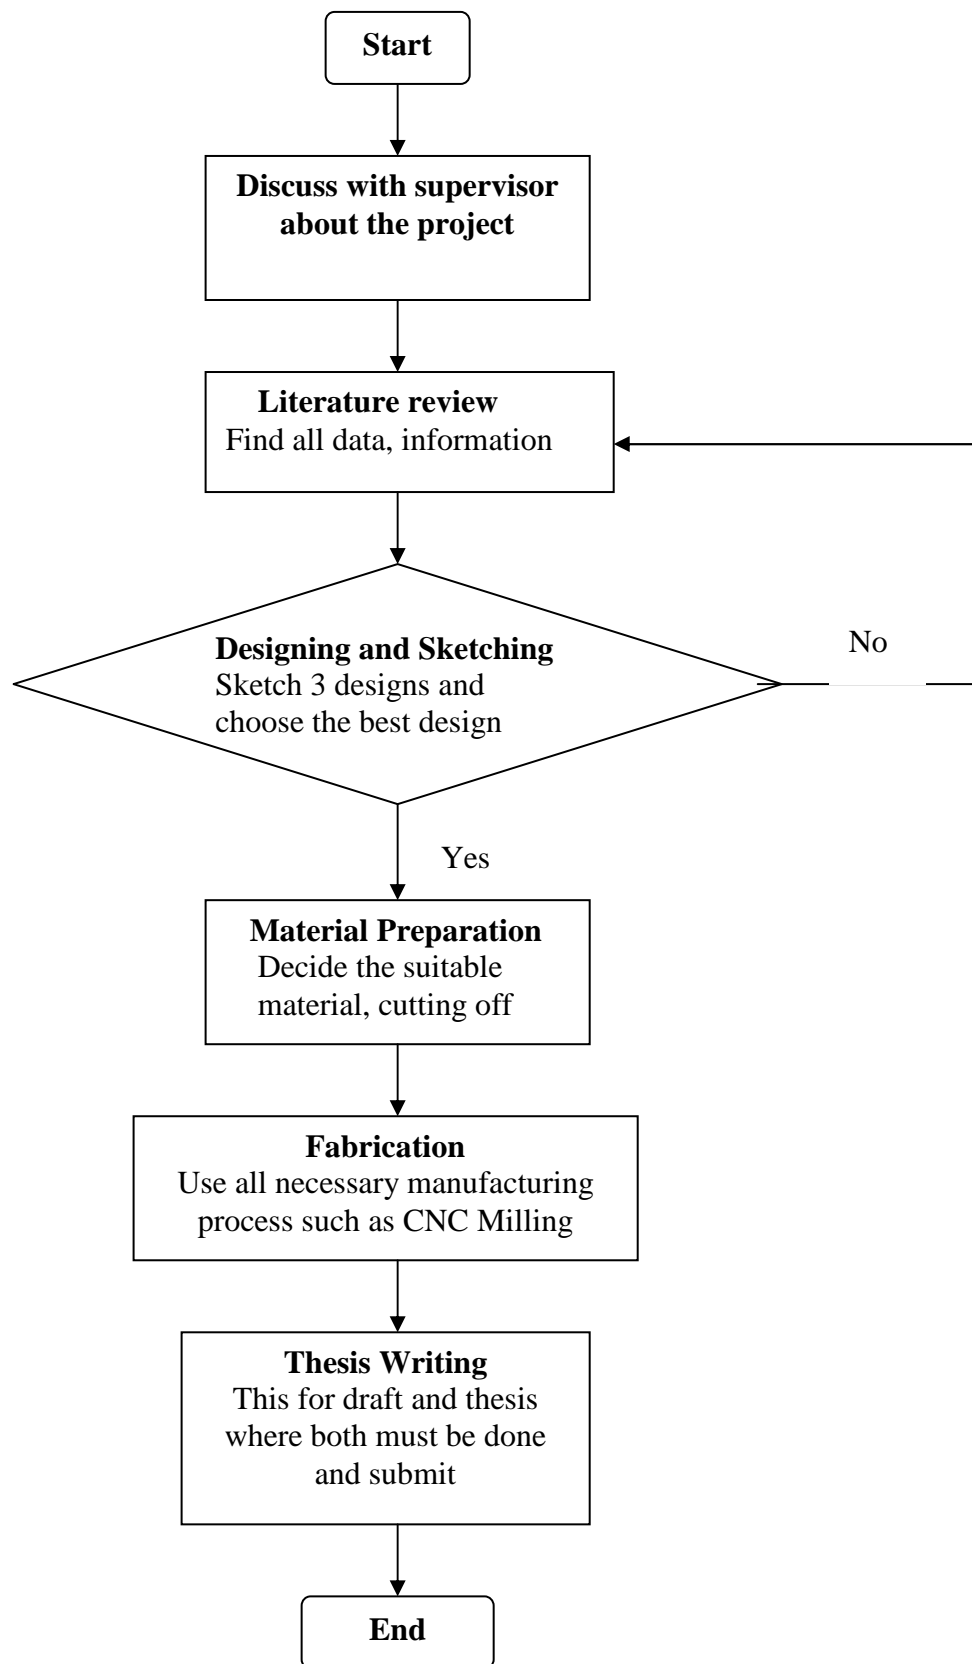 Start
Discuss with supervisor
about the project
Literature review
Find all data, information
Designing and Sketching
Sketch 3 designs and
choose the best design
No
Yes
Material Preparation
Decide the suitable
material, cutting off
Fabrication
Use all necessary manufacturing
process such as CNC Milling
Thesis Writing
This for draft and thesis
where both must be done
and submit
End